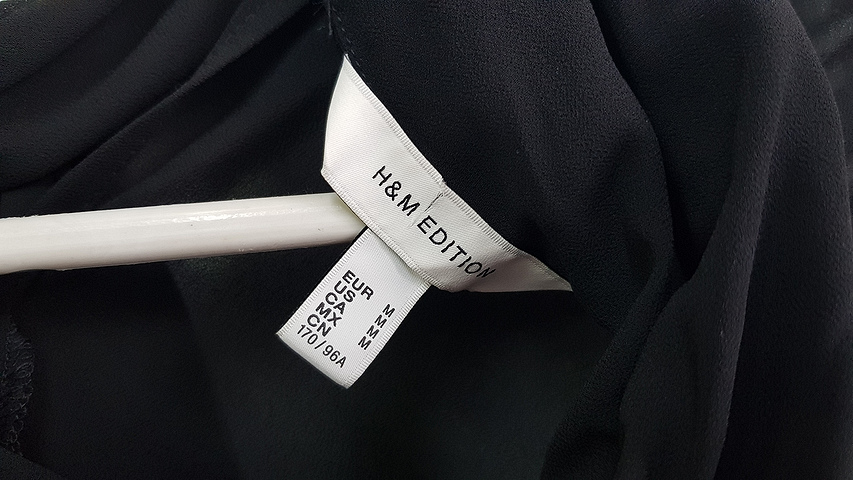 H&M EDITION
EUR M
US M
CA M
MX M
CN
170/96A